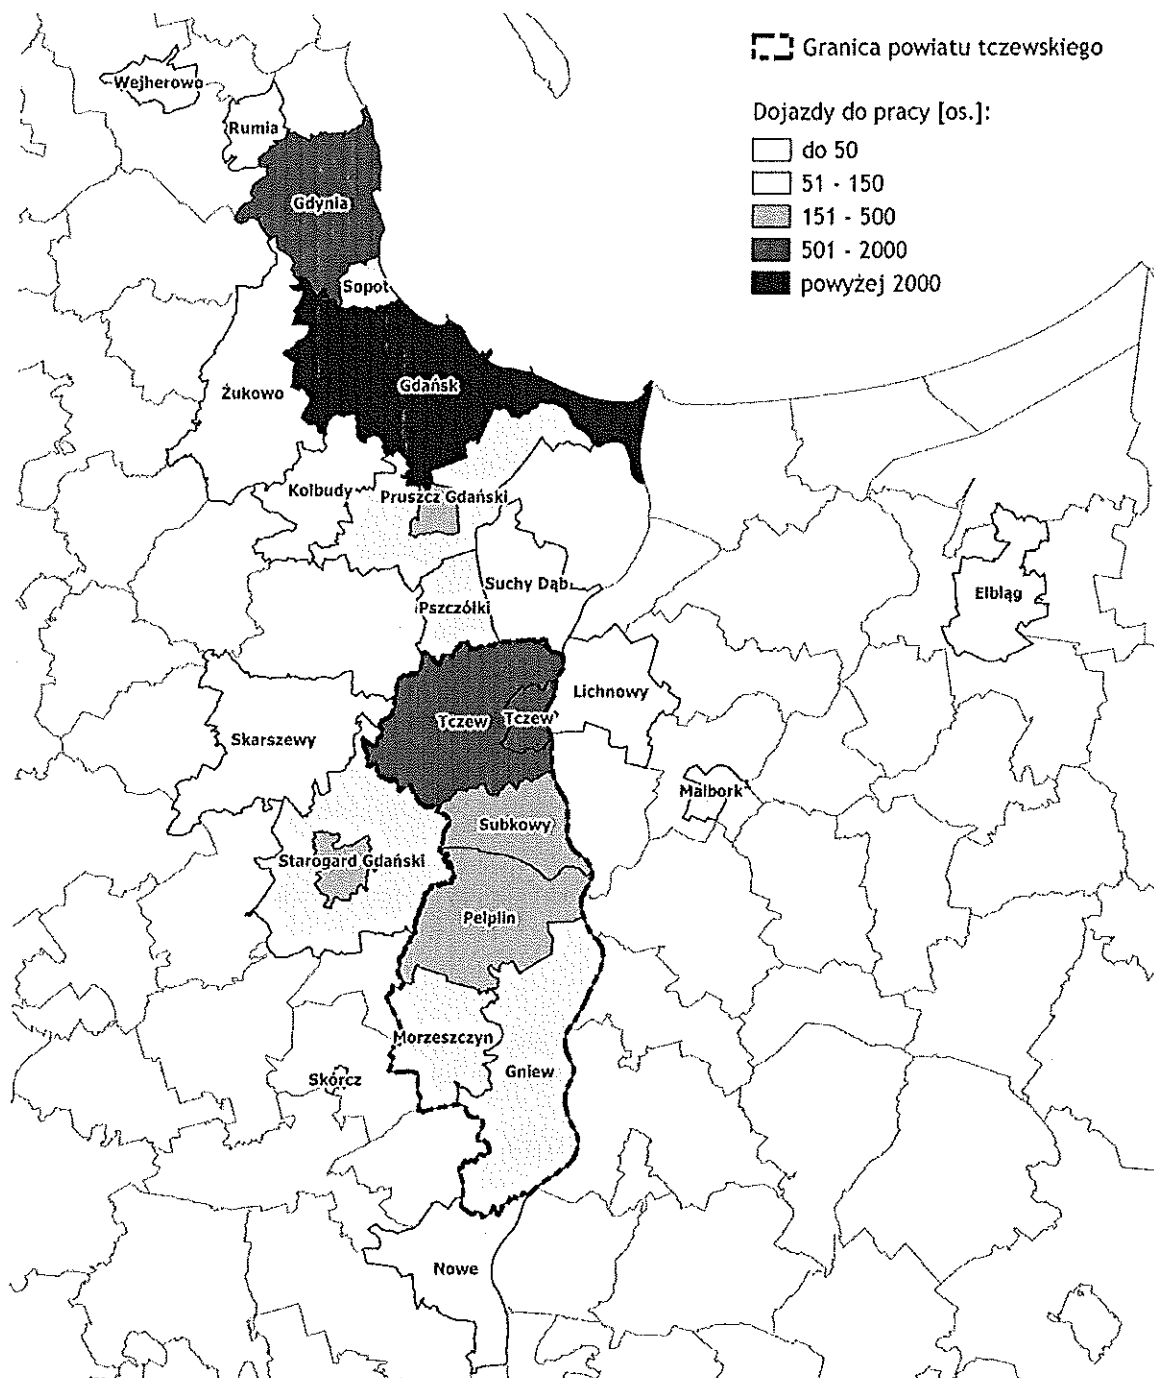 Granica powiatu tczewskiego
Dojazdy do pracy [os.]:
do 50
51 - 150
151 - 500
501 - 2000
powyżej 2000
Wejherowo
Rumia
Gdynia
Sopot
Gdańsk
Żukowo
Kolbudy
Pruszcz Gdański
Suchy Dąb
Elbląg
Pszczółki
Lichnowy
Tczew
Tczew
Skarszewy
Malbork
Subkowy
Starogard Gdański
Pelplin
Morzeszczyn
Gniew
Skórcz
Nowe